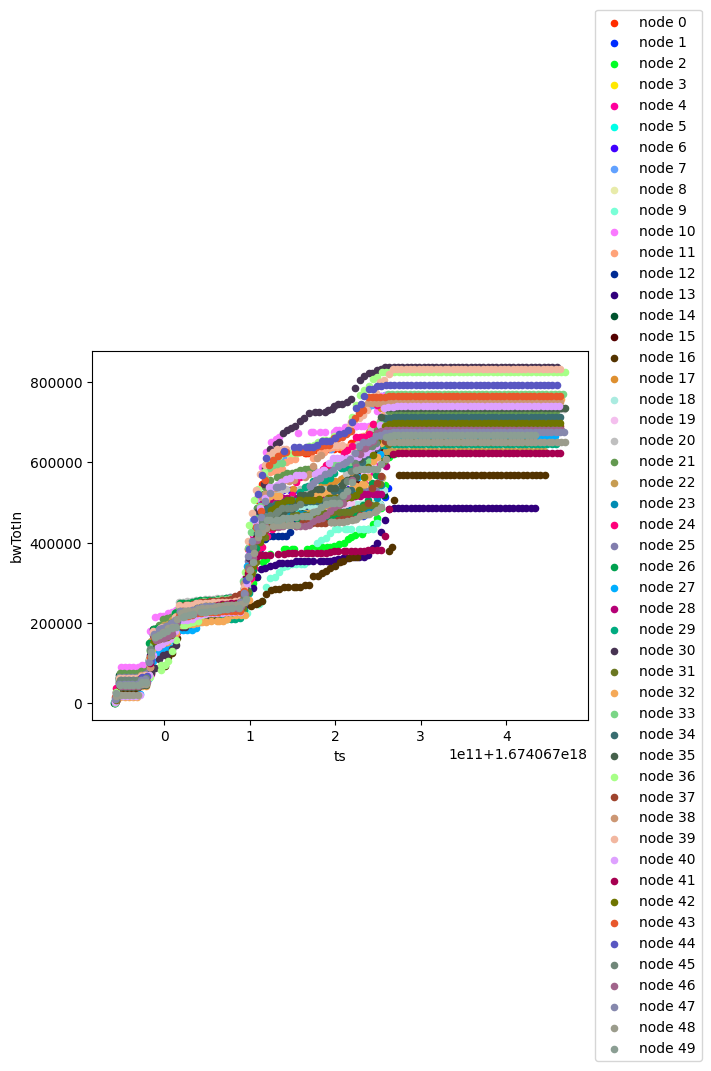 node 0
node 1
node 2
node 3
node 4
node 5
node 6
node 7
node 8
node 9
node 10
node 11
node 12
node 13
node 14
node 15
node 16
node 17
node 18
node 19
node 20
node 21
node 22
node 23
node 24
node 25
node 26
node 27
node 28
node 29
node 30
node 31
node 32
node 33
node 34
node 35
node 36
node 37
node 38
node 39
node 40
node 41
node 42
node 43
node 44
node 45
node 46
node 47
node 48
node 49
800000
600000
400000
200000
0
bwTotIn
0 1 2 3 4
ts
1e11+1.674067e18